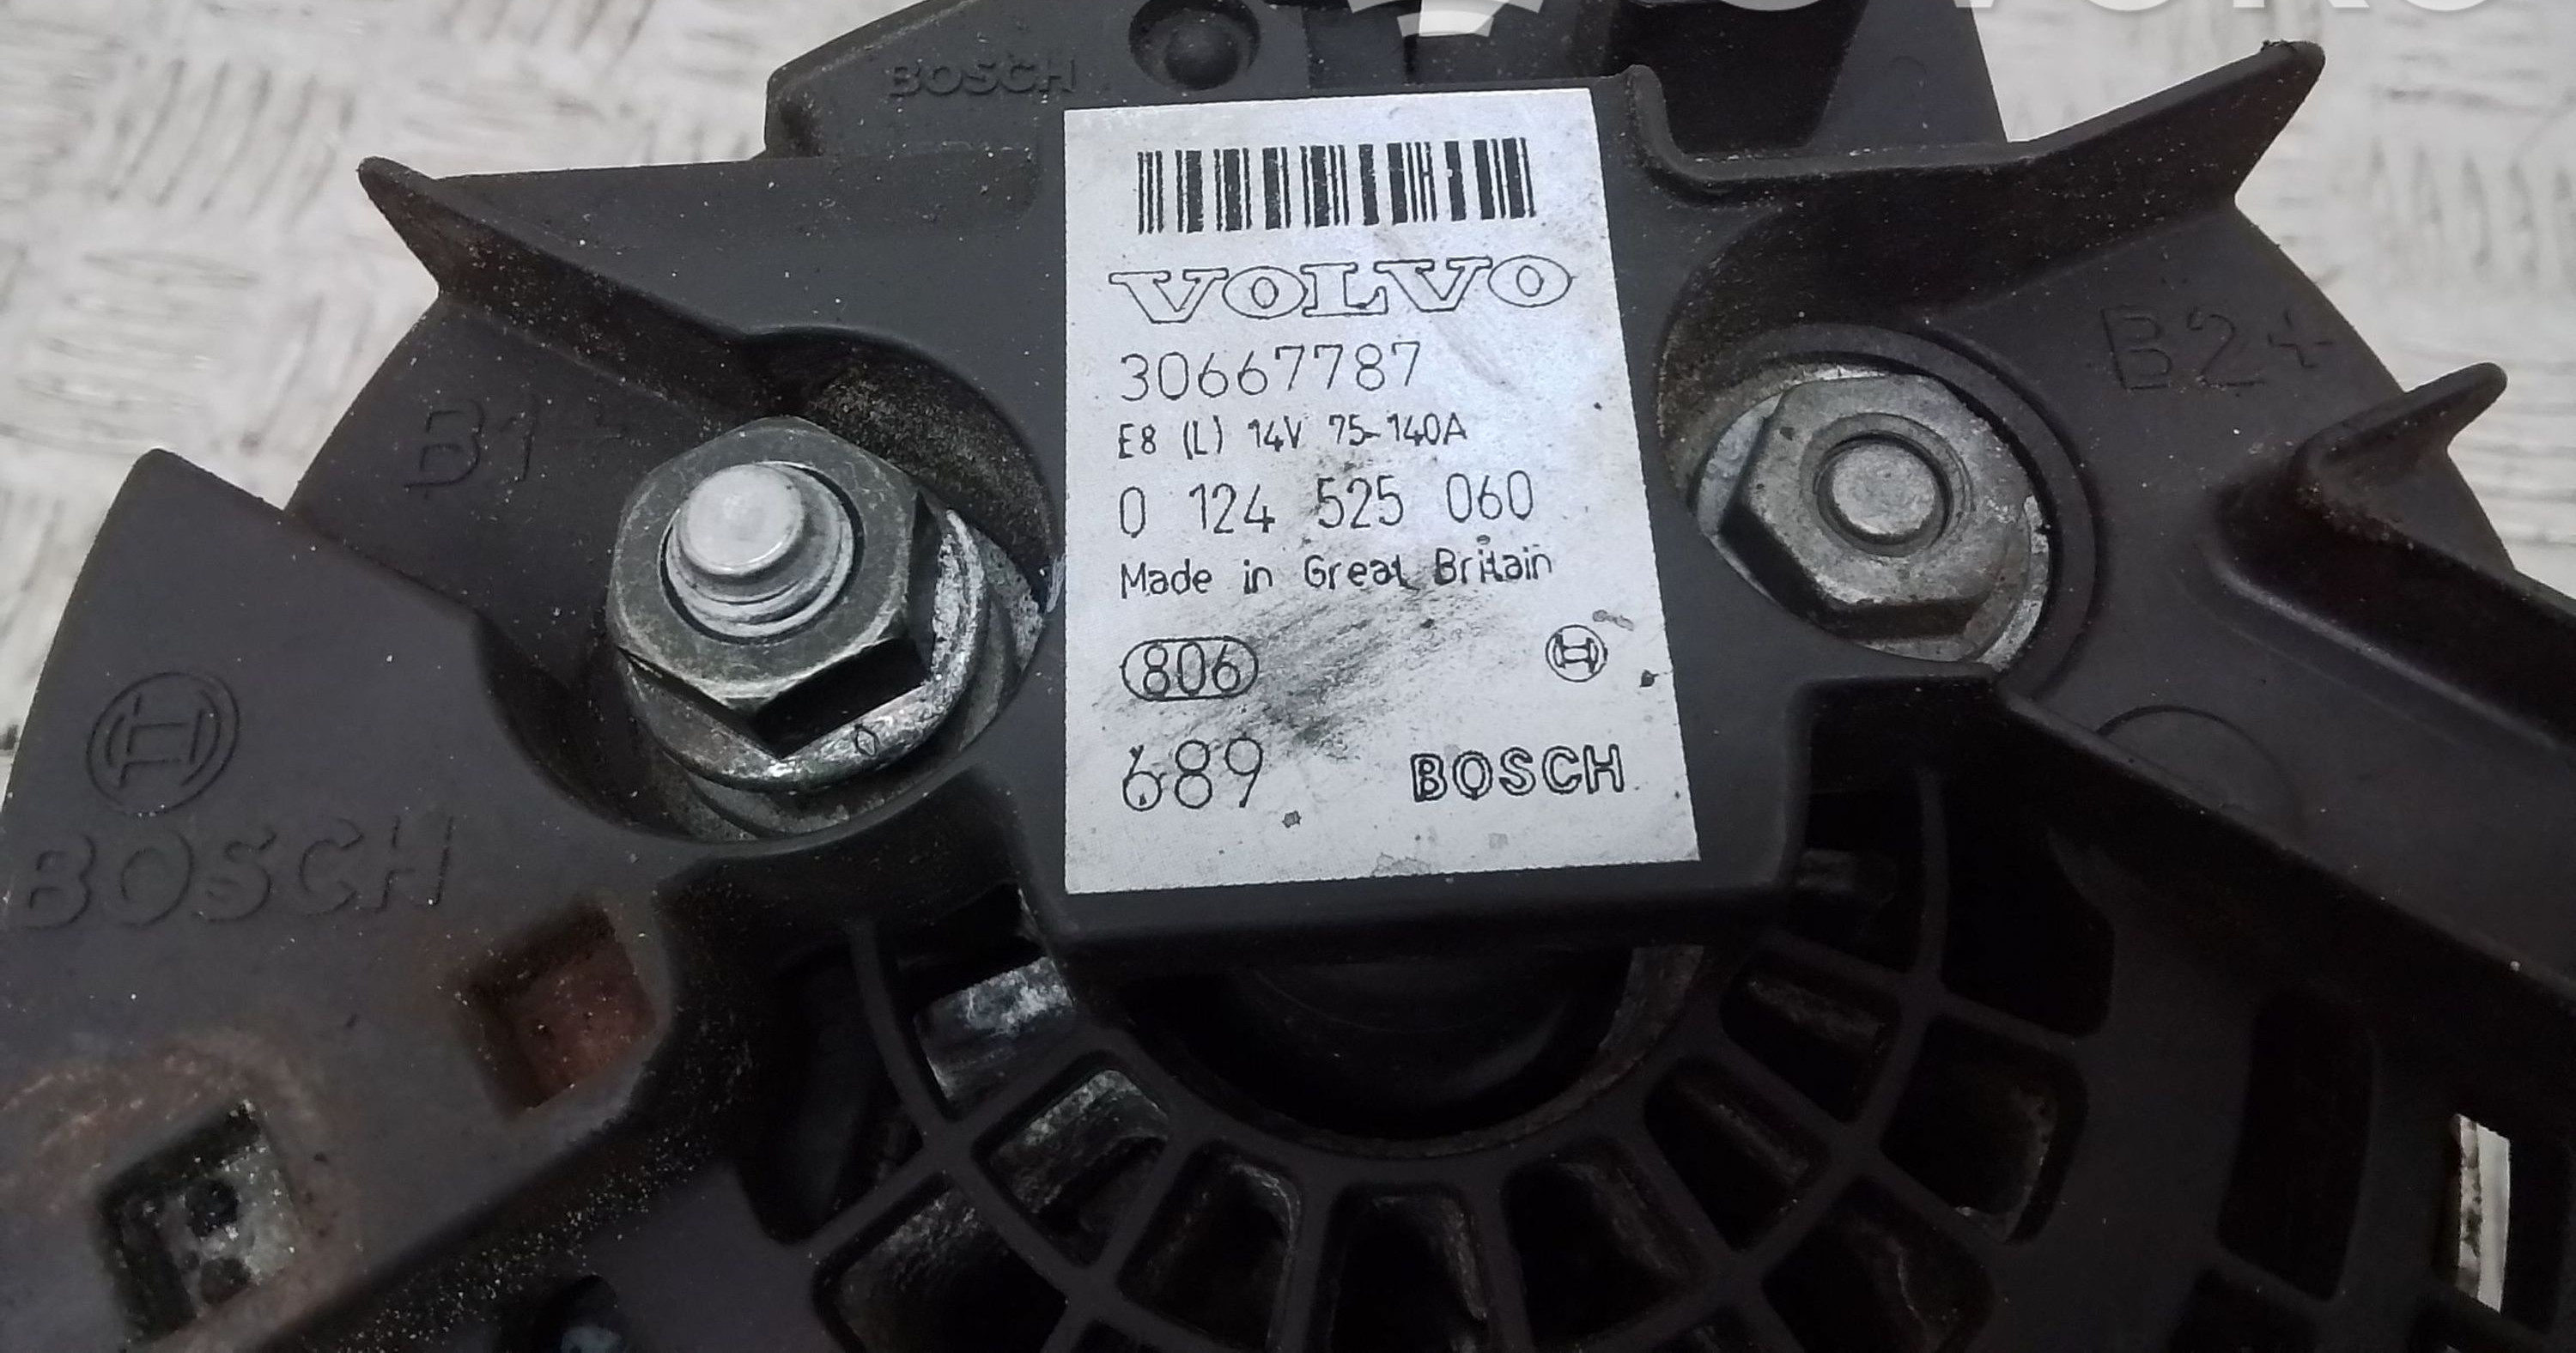 BOSCH
VOLVO
30667787
E8 (L) 14V 75-140A
0 124 525 060
Made in Great Britain
806
689 BOSCH
B1+
B2+
BOSCH